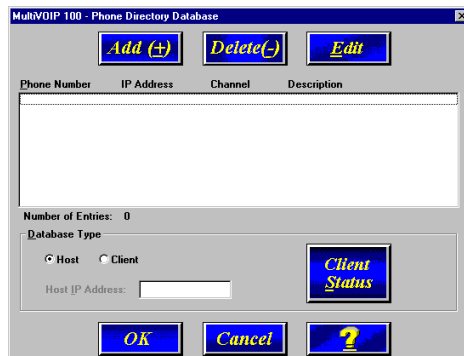 MultiVOIP 100 - Phone Directory Database
Add (+) Delete(-) Edit
Phone Number IP Address Channel Description
Number of Entries: 0
Database Type
Host Client
Host IP Address:
Client
Status
OK Cancel ?